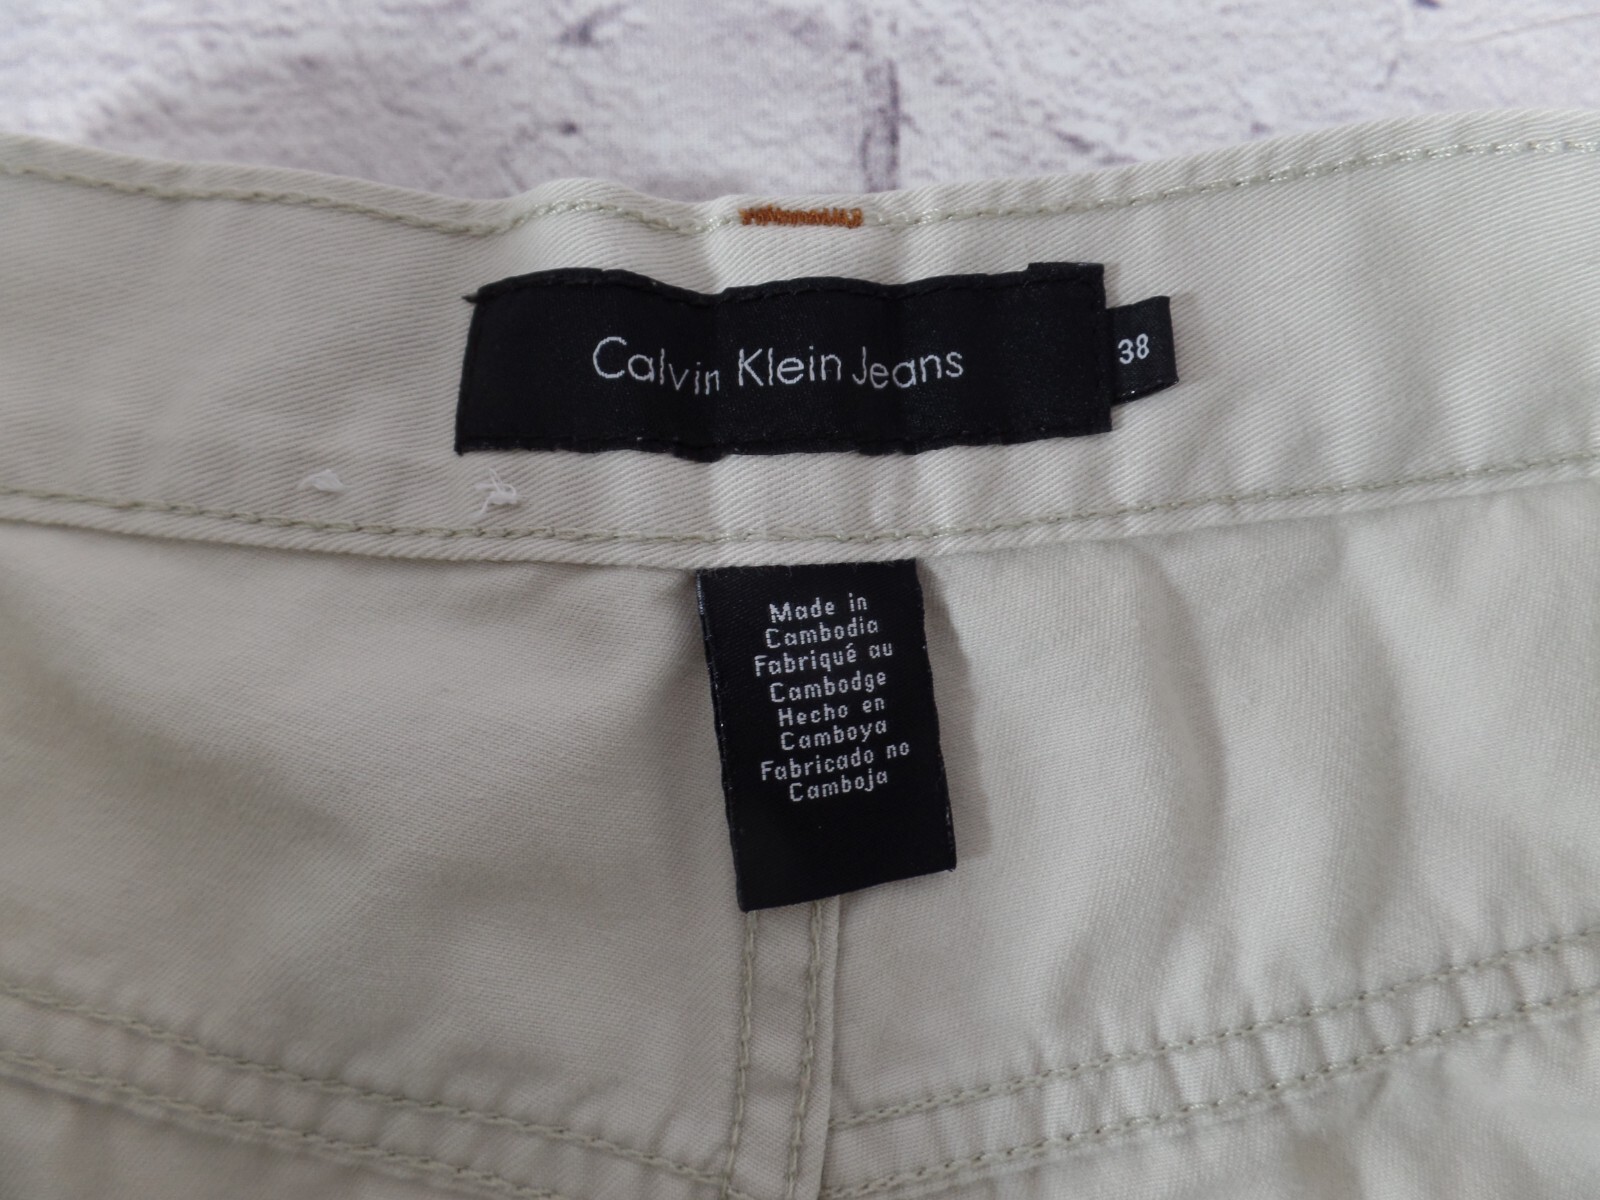 Calvin Klein Jeans
38
Made in
Cambodia
Fabriqué au
Cambodge
Hecho en
Camboya
Fabricado no
Camboja